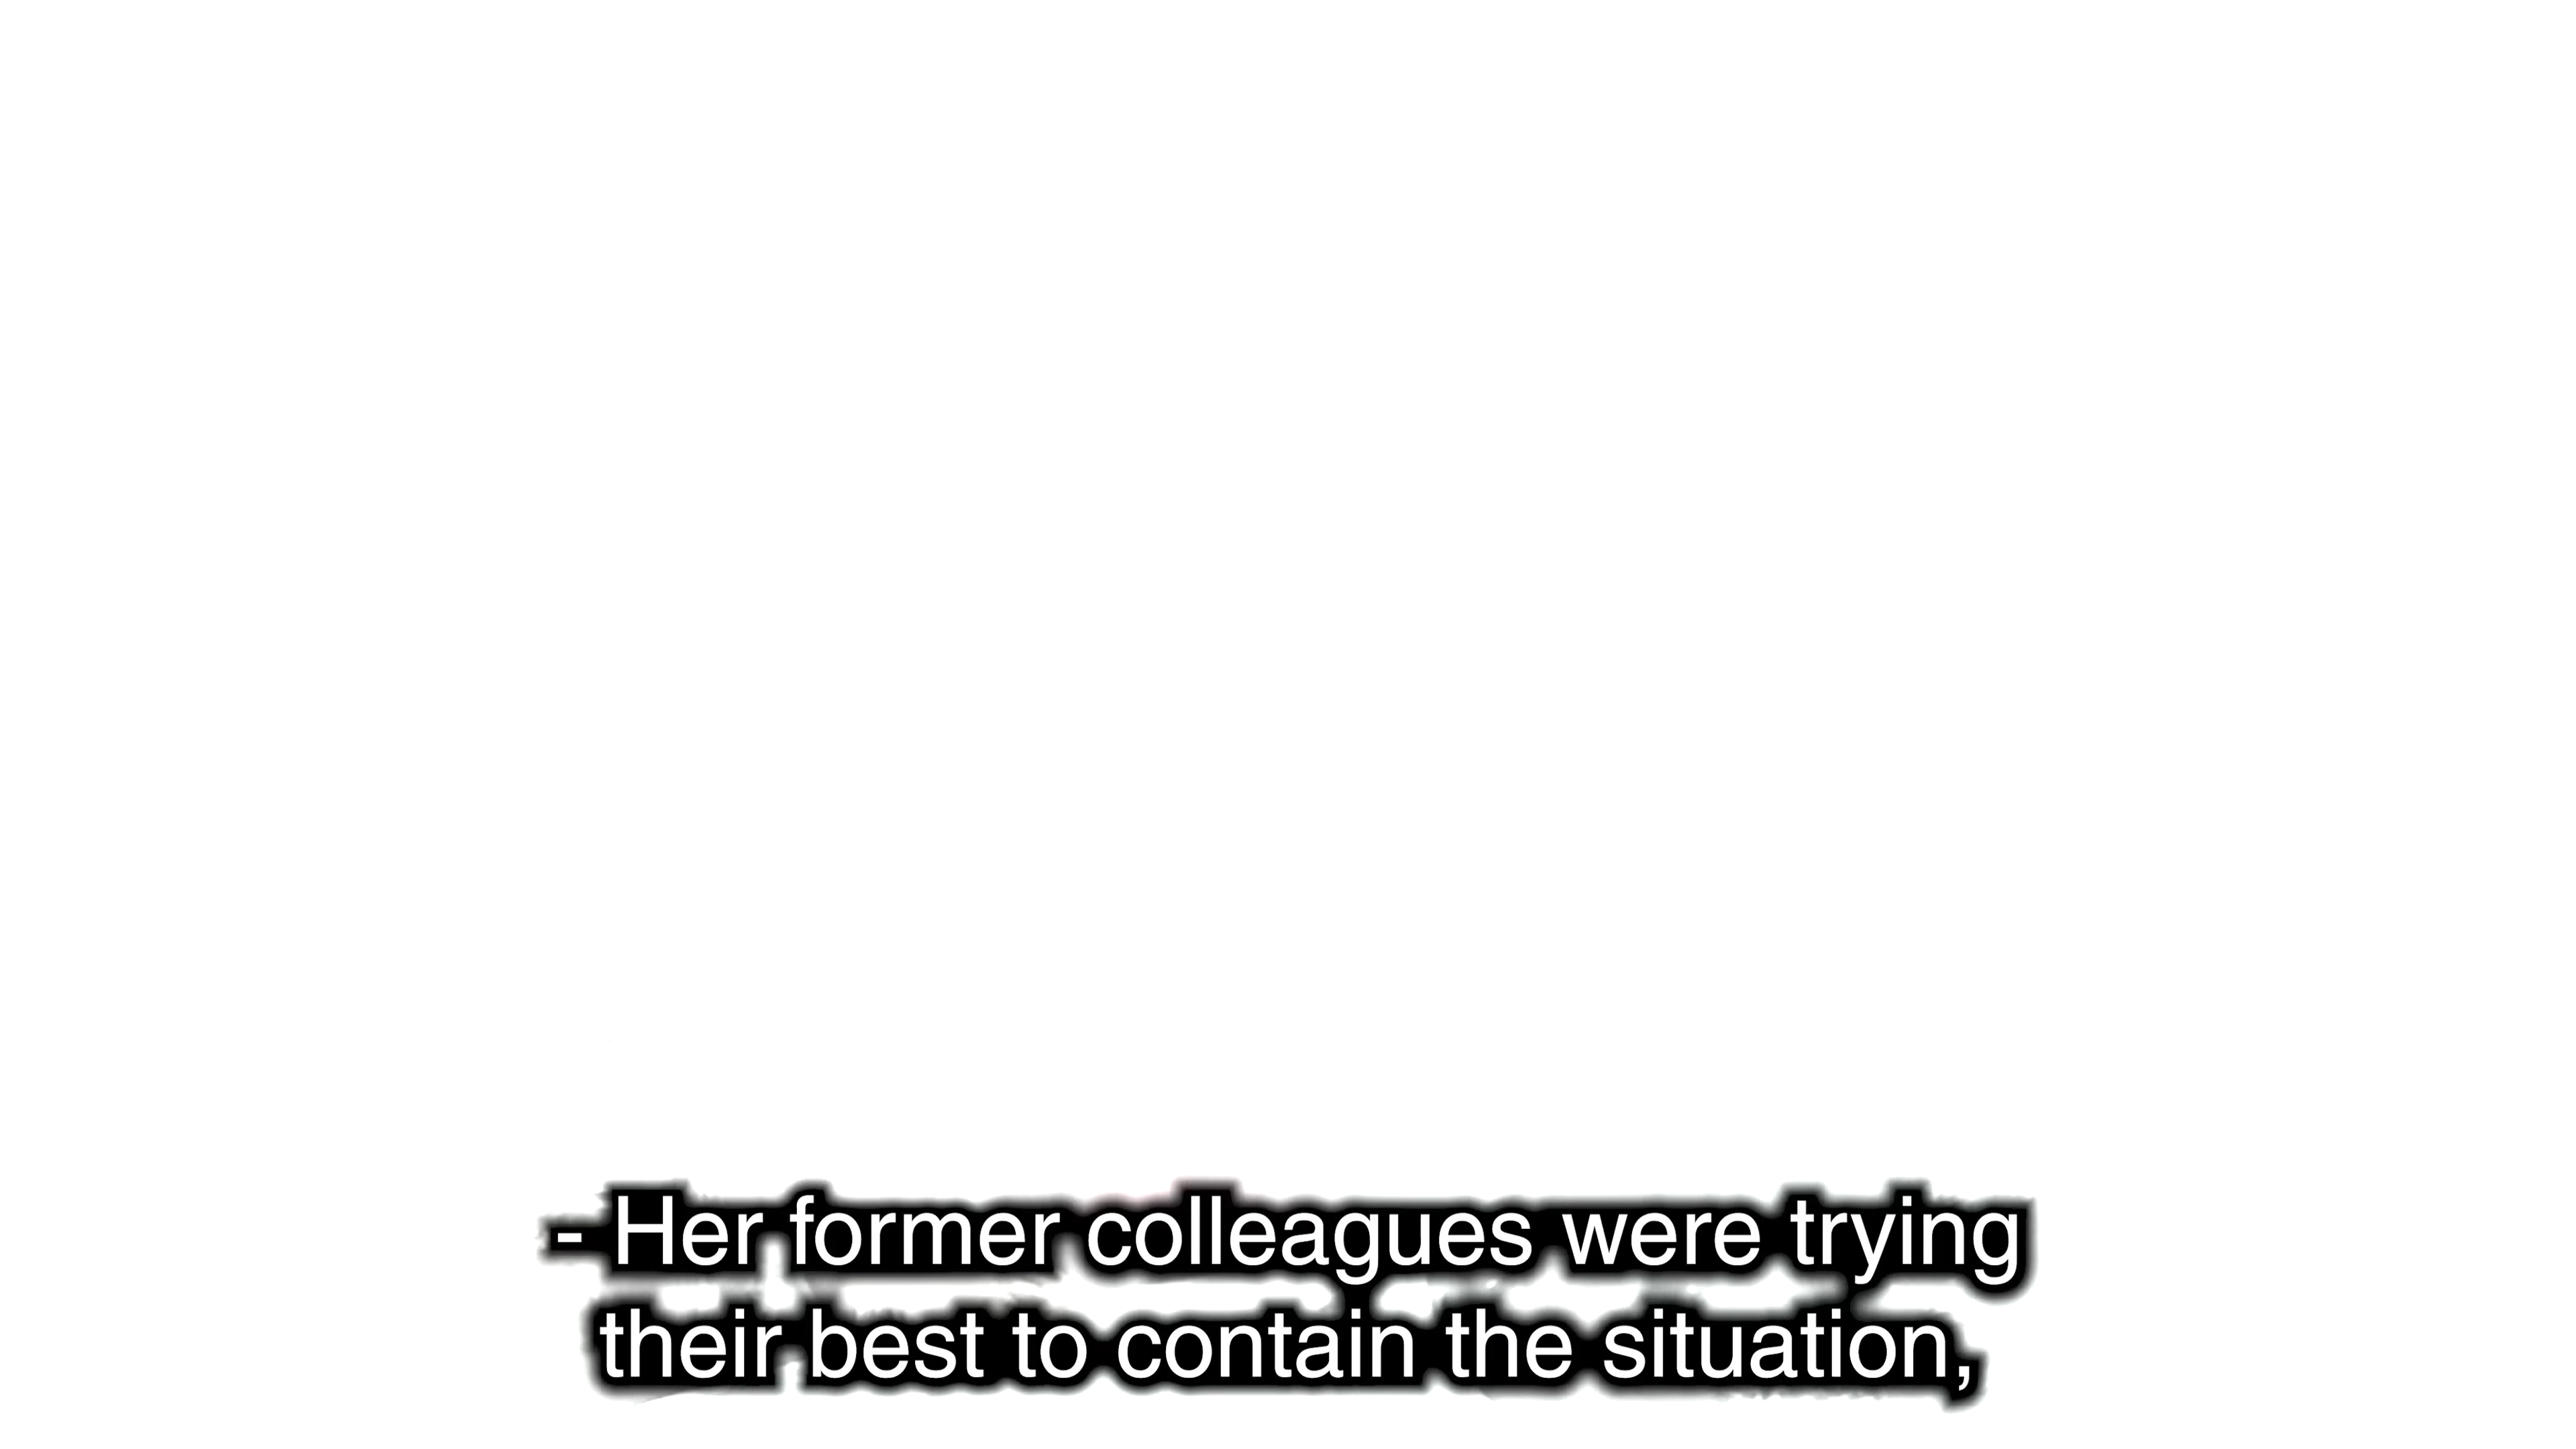 - Her former colleagues were trying
their best to contain the situation,